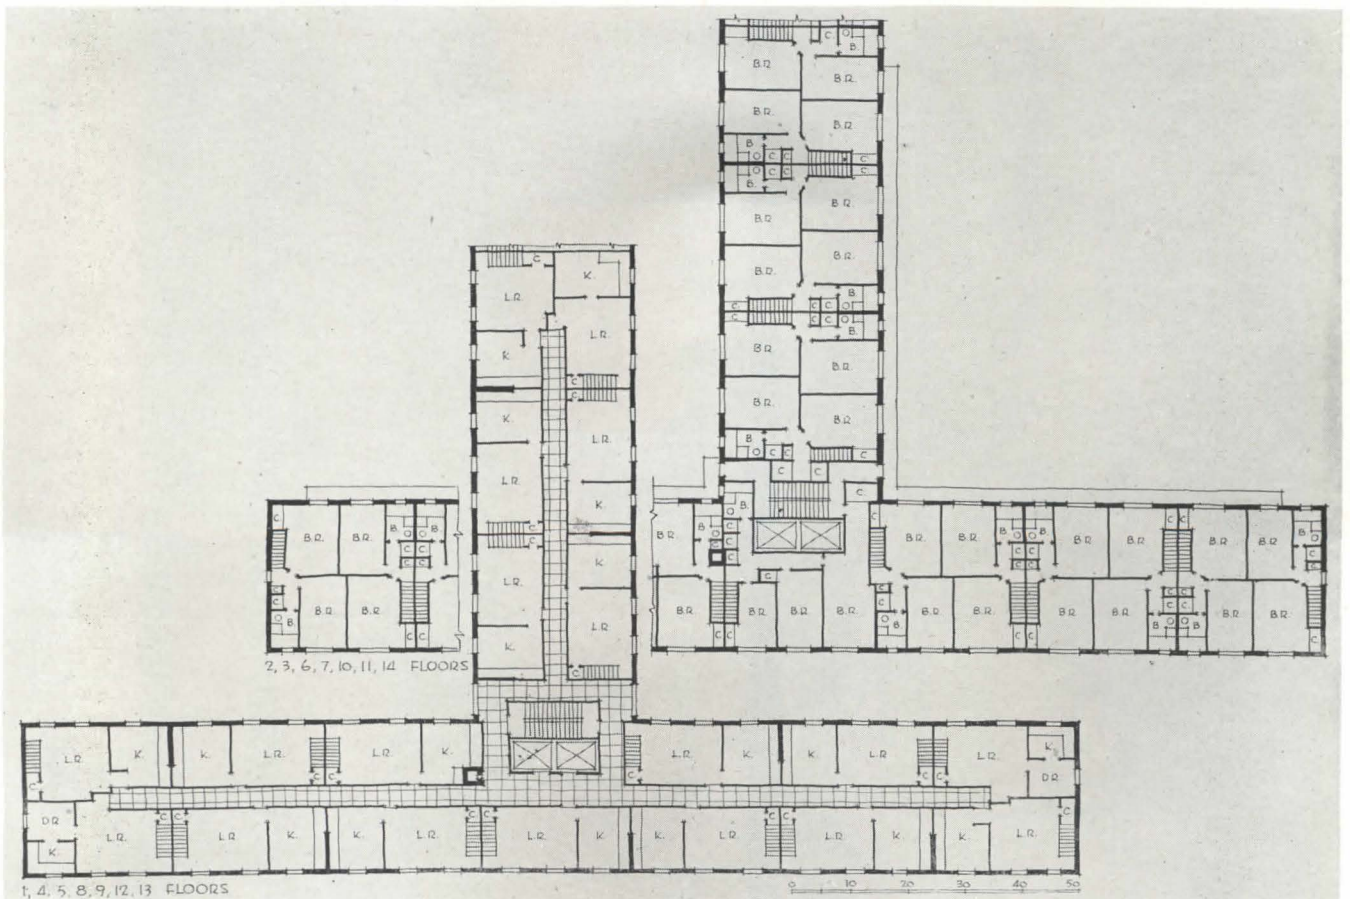 C B.
B.R. B.R.
B.R. B.R.
B. C C C
B. C C C
B.R. B.R.
B.R. B.R.
C C C B.
C C C B.
B.R. B.R.
B.R. B.R.
B. C C C
C C C
C K.
L.R. L.R.
K.
C
C
K. L.R.
L.R. K.
C
C K.
L.R. L.R.
K. C
C B. B. C
B.R. B.R. C C
B.R. B. B. C C C
B.R. B.R. B. B. B.R. B.R. C C B.R. B.R. B.
C C C C C C
C B.R. B.R. C C
C B.
B.R. C B.R. B.R. B.R. C C B.
B.R. B.R. C C B.R. B.R. C C B. B. B.R. B.R. C
2, 3, 6, 7, 10, 11, 14 FLOORS
L.R. K. K. L.R. C C L.R. K. L.R. K. K. L.R. C C L.R. K.
C C D.R.
D.R. L.R. C C L.R. K. K. L.R. C C L.R. K. K. L.R. C C L.R. K. K. L.R. C
K.
1, 4, 5, 8, 9, 12, 13 FLOORS
0 10 20 30 40 50